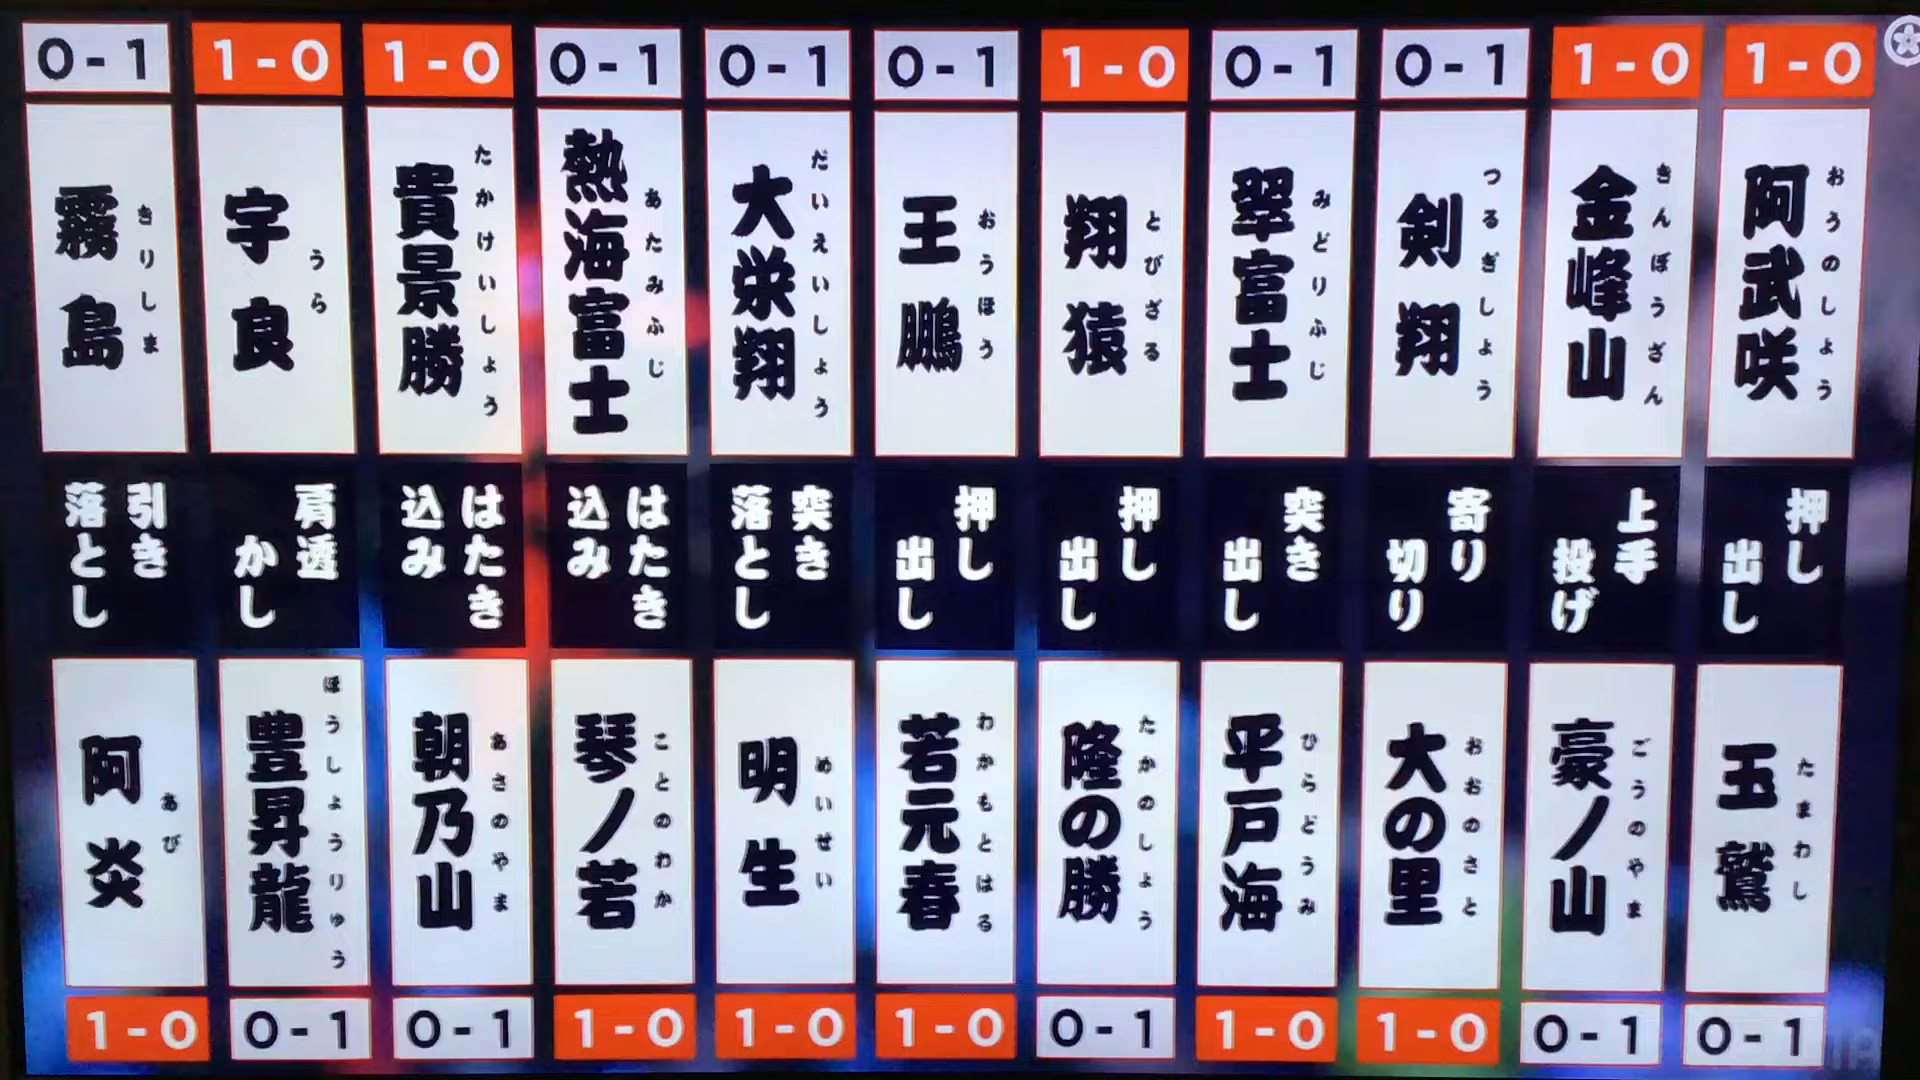 0-1 1-0 1-0 0-1 0-1 0-1 1-0 0-1 0-1 1-0 1-0
阿武咲
おうのしょう
金峰山
きんぼうざん
剣翔
つるぎしょう
翠富士
みどりふじ
翔猿
とびざる
王鵬
おうほう
大栄翔
だいえいしょう
熱海富士
あたみふじ
貴景勝
たかけいしょう
宇良
うら
霧島
きりしま
押し
出し
上手
投げ
寄り
切り
突き
出し
押し
出し
押し
出し
突き
落とし
はたき
込み
はたき
込み
肩透
かし
引き
落とし
玉鷲
たまわし
豪ノ山
ごうのやま
大の里
おおのさと
平戸海
ひらどうみ
隆の勝
たかのしょう
若元春
わかもとはる
明生
めいせい
琴ノ若
ことのわか
朝乃山
あさのやま
豊昇龍
ほうしょうりゅう
阿炎
あび
1-0 0-1 0-1 1-0 1-0 1-0 0-1 1-0 1-0 0-1 0-1